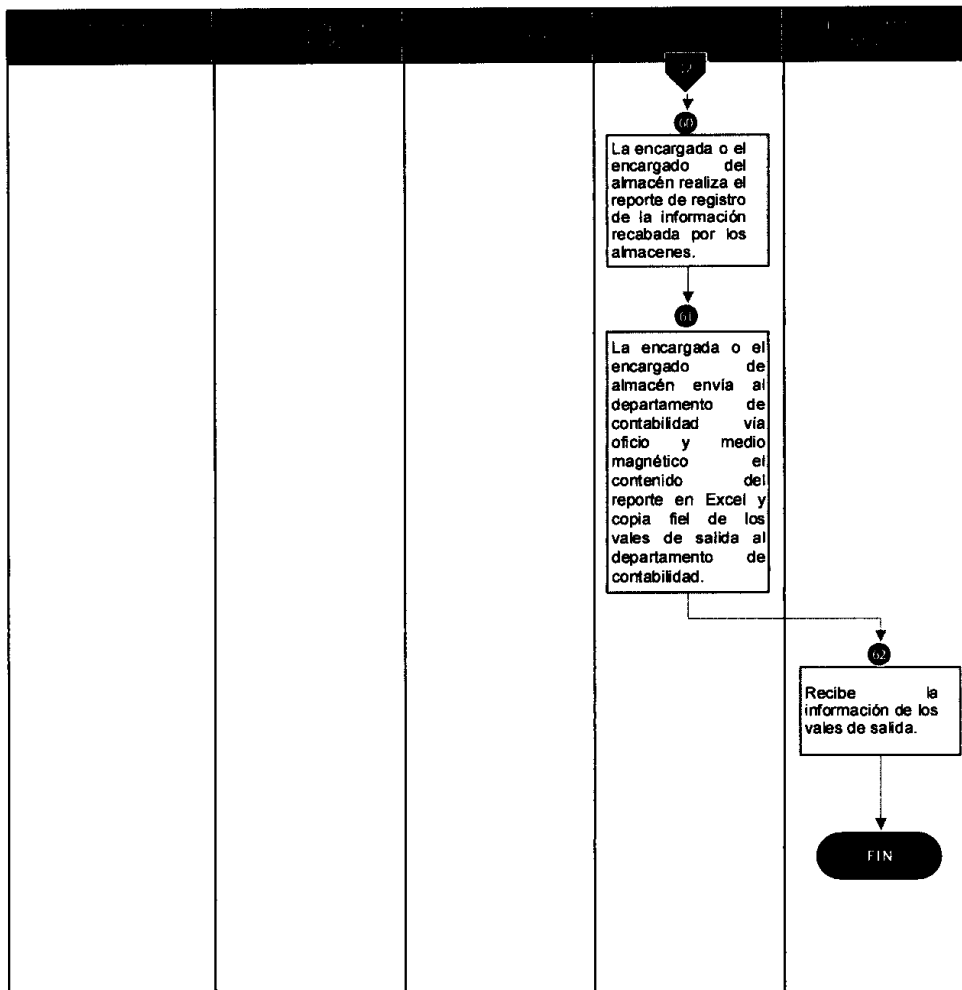 60
La encargada o el
encargado del
almacén realiza el
reporte de registro
de la información
recabada por los
almacenes.
61
La encargada o el
encargado de
almacén envía al
departamento de
contabilidad vía
oficio y medio
magnético el
contenido del
reporte en Excel y
copia fiel de los
vales de salida al
departamento de
contabilidad.
62
Recibe la
información de los
vales de salida.
FIN